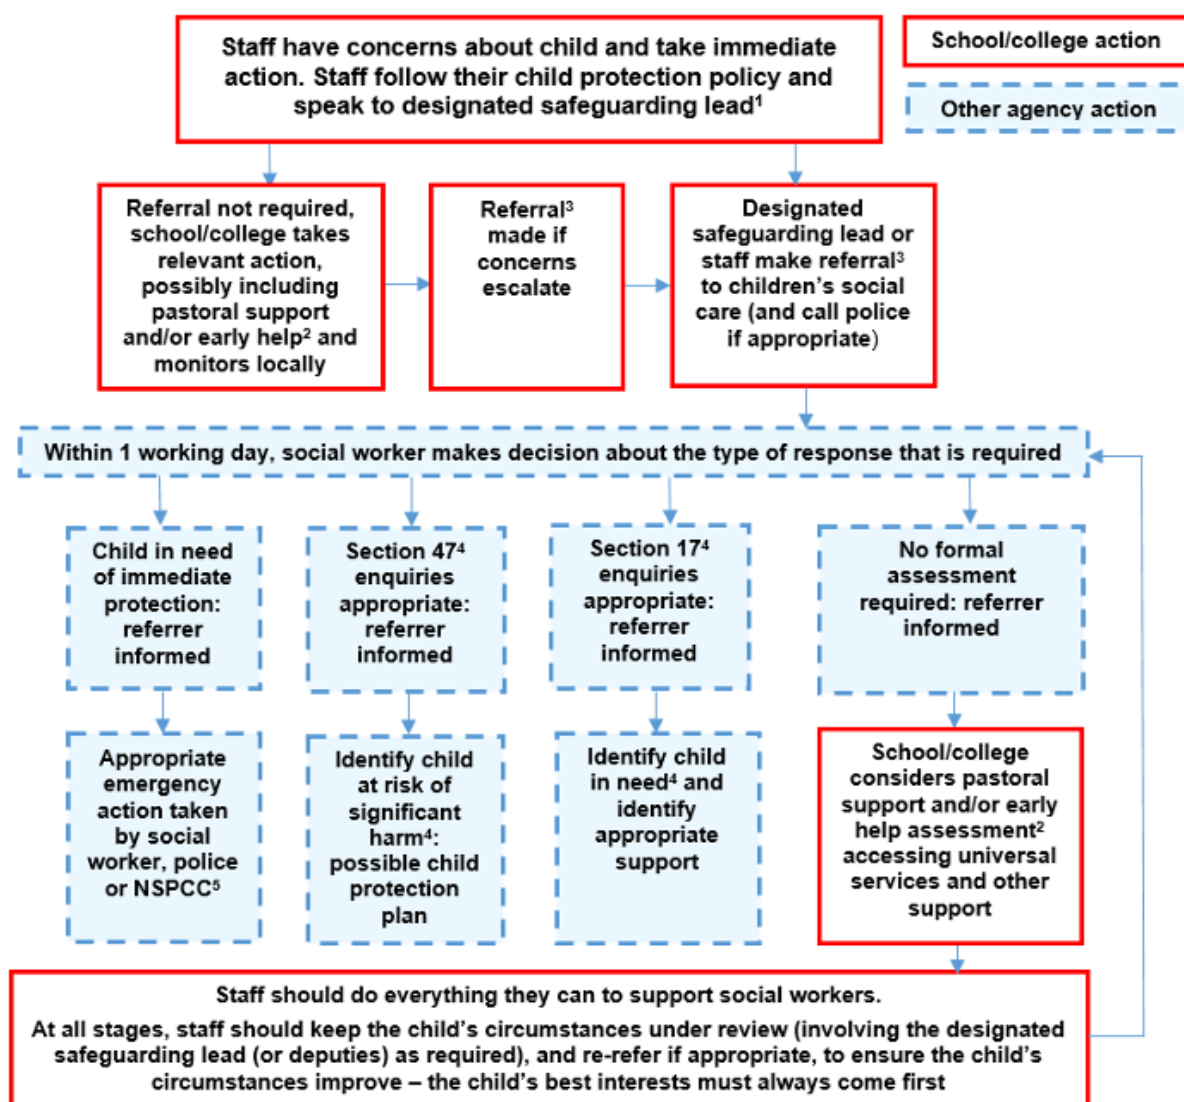 Staff have concerns about child and take immediate
action. Staff follow their child protection policy and
speak to designated safeguarding lead¹
School/college action
Other agency action
Referral not required,
school/college takes
relevant action,
possibly including
pastoral support
and/or early help² and
monitors locally
Referral³
made if
concerns
escalate
Designated
safeguarding lead or
staff make referral³
to children’s social
care (and call police
if appropriate)
Within 1 working day, social worker makes decision about the type of response that is required
Child in need
of immediate
protection:
referrer
informed
Section 47⁴
enquiries
appropriate:
referrer
informed
Section 17⁴
enquiries
appropriate:
referrer
informed
No formal
assessment
required: referrer
informed
Appropriate
emergency
action taken
by social
worker, police
or NSPCC⁵
Identify child
at risk of
significant
harm⁴:
possible child
protection
plan
Identify child
in need⁴ and
identify
appropriate
support
School/college
considers pastoral
support and/or early
help assessment²
accessing universal
services and other
support
Staff should do everything they can to support social workers.
At all stages, staff should keep the child’s circumstances under review (involving the designated
safeguarding lead (or deputies) as required), and re-refer if appropriate, to ensure the child’s
circumstances improve – the child’s best interests must always come first